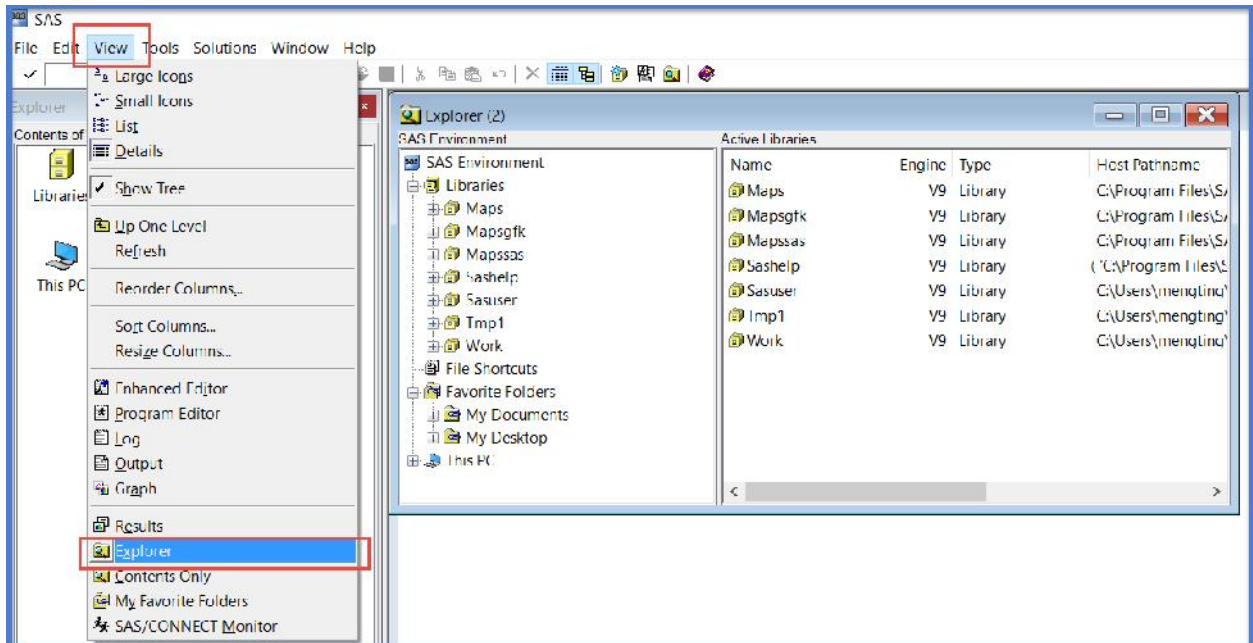 SAS
File Edit View Tools Solutions Window Help
Large Icons
Small Icons
List
Details
Show Tree
Up One Level
Refresh
Reorder Columns...
Sort Columns...
Resize Columns...
Enhanced Editor
Program Editor
Log
Output
Graph
Results
Explorer
Contents Only
My Favorite Folders
SAS/CONNECT Monitor
Explorer
Contents of
Libraries
This PC
Explorer (2)
SAS Environment
SAS Environment
Libraries
Maps
Mapsgfk
Mapssas
Sashelp
Sasuser
Tmp1
Work
File Shortcuts
Favorite Folders
My Documents
My Desktop
This PC
Active Libraries
Name Engine Type Host Pathname
Maps V9 Library C:\Program Files\SA
Mapsgfk V9 Library C:\Program Files\SA
Mapssas V9 Library C:\Program Files\SA
Sashelp V9 Library ( 'C:\Program Files\S
Sasuser V9 Library C:\Users\mengting\
Tmp1 V9 Library C:\Users\mengting\
Work V9 Library C:\Users\mengting\